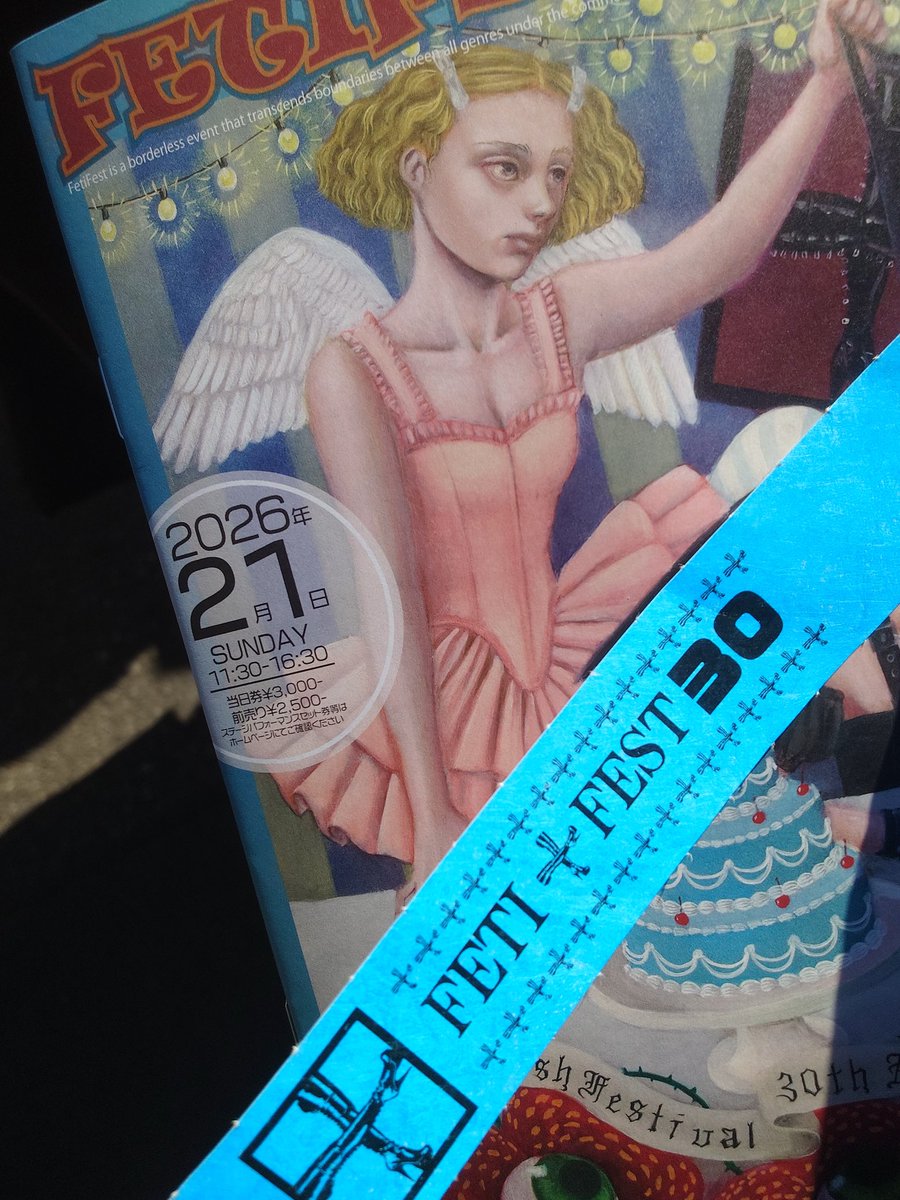 FETIF
FetiFest is a borderless event that transcends boundaries between all genres under the
2026年
2月1日
SUNDAY
11:30-16:30
当日券¥3,000-
前売り¥2,500-
ステージパフォーマンスセット券等は
ホームページにてご確認ください
FETI FEST 30
sh Festival 30th